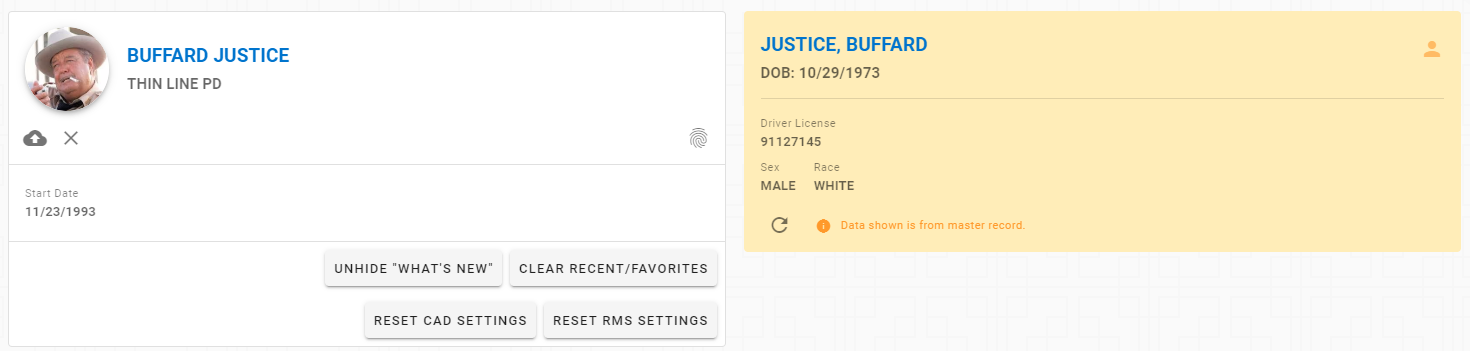 BUFFARD JUSTICE
THIN LINE PD
Start Date
11/23/1993
UNHIDE "WHAT'S NEW"
CLEAR RECENT/FAVORITES
RESET CAD SETTINGS
RESET RMS SETTINGS
JUSTICE, BUFFARD
DOB: 10/29/1973
Driver License
91127145
Sex Race
MALE WHITE
Data shown is from master record.